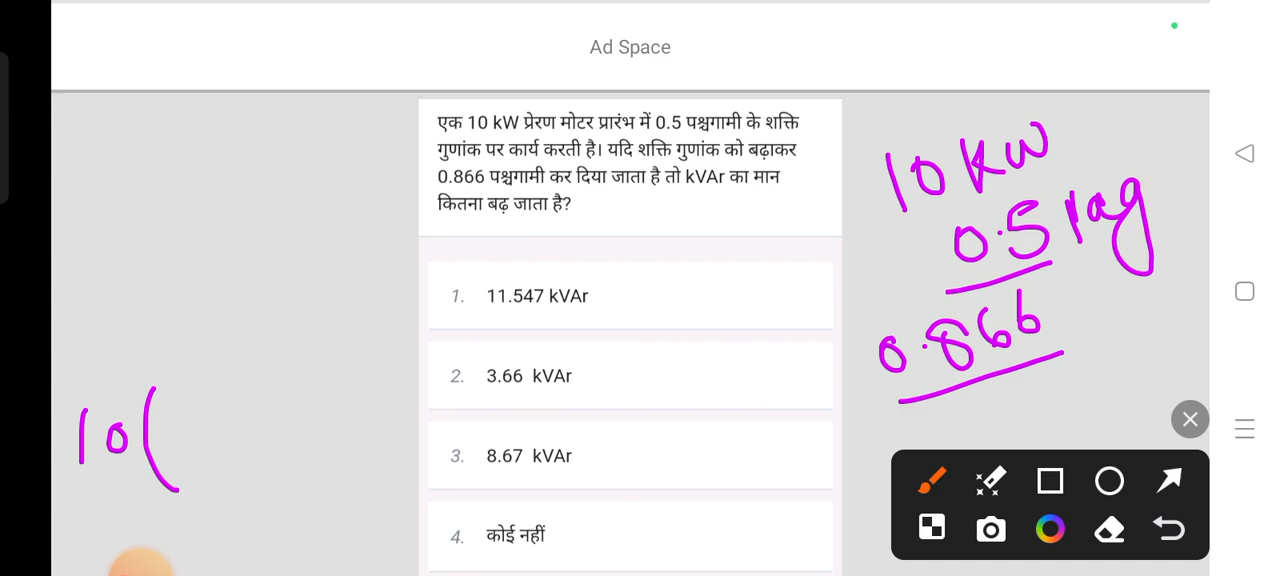 Ad Space
एक 10 kW प्रेरण मोटर प्रारंभ में 0.5 पश्चगामी के शक्ति
गुणांक पर कार्य करती है। यदि शक्ति गुणांक को बढ़ाकर
0.866 पश्चगामी कर दिया जाता है तो kVAr का मान
कितना बढ़ जाता है?
1. 11.547 kVAr
2. 3.66 kVAr
3. 8.67 kVAr
4. कोई नहीं
10 kW
0.5 lag
0.866
10(